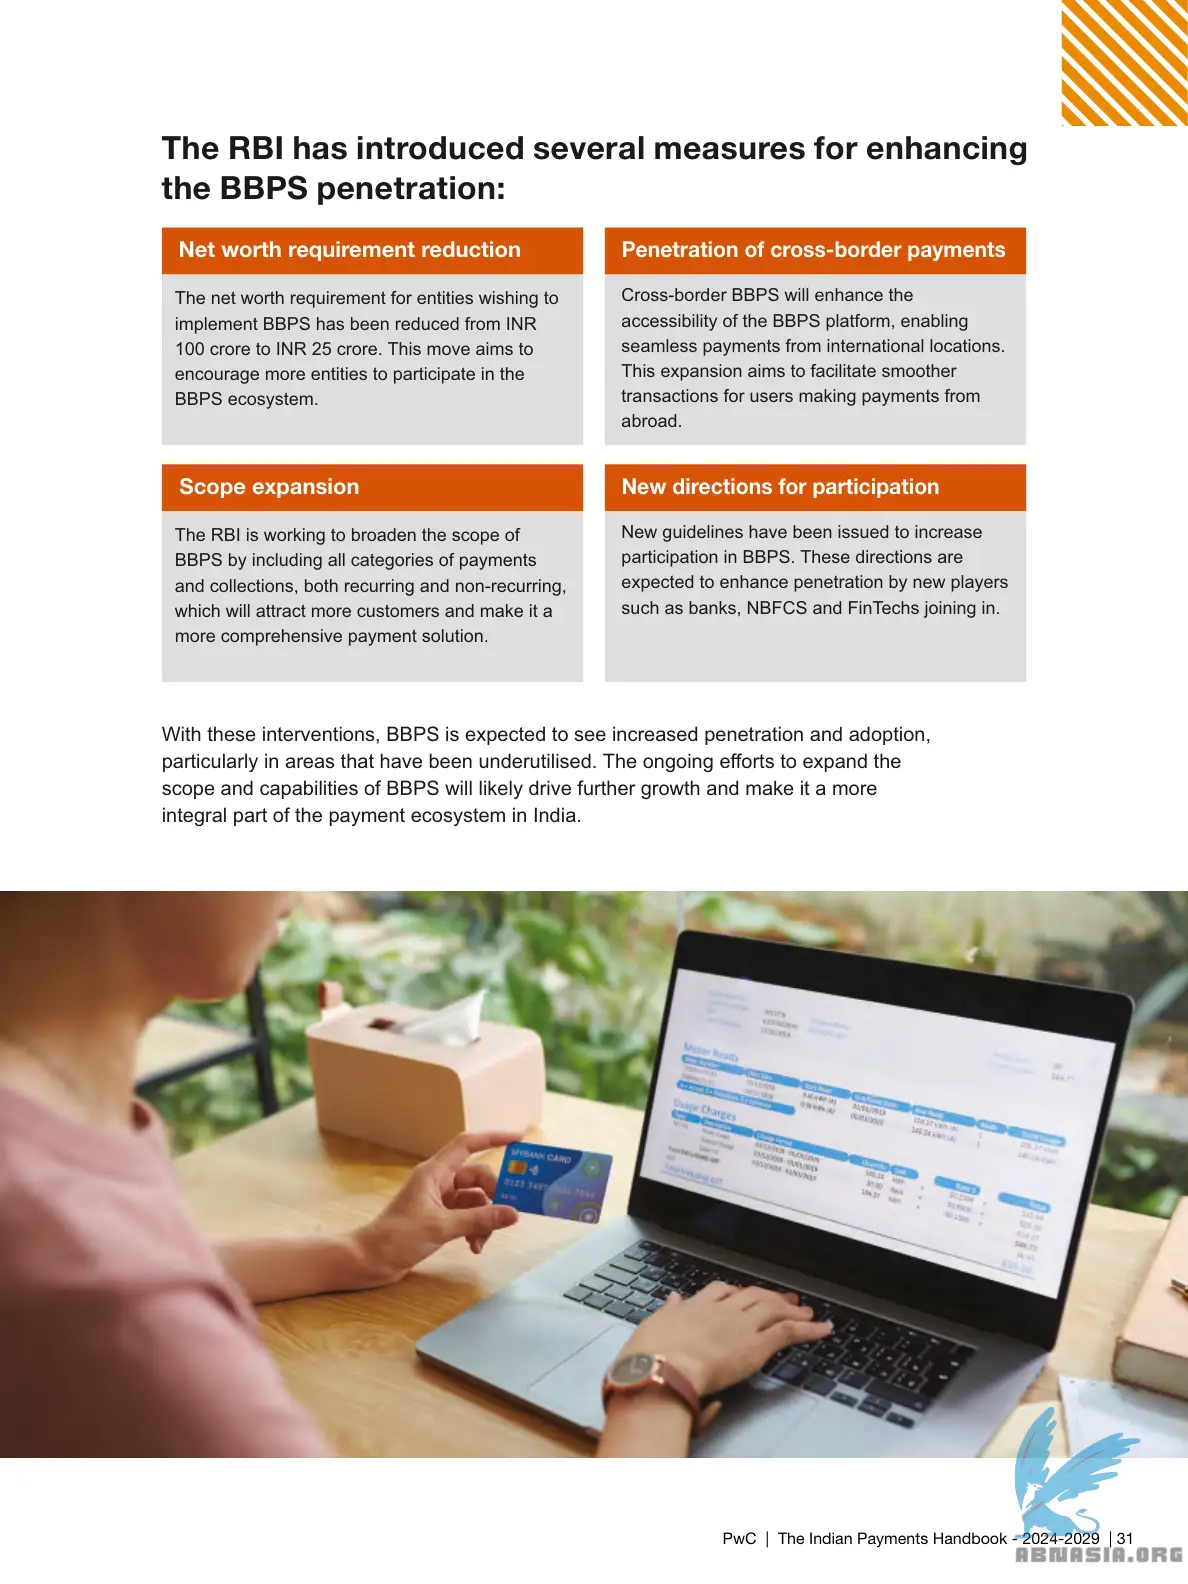 The RBI has introduced several measures for enhancing
the BBPS penetration:
Net worth requirement reduction
The net worth requirement for entities wishing to
implement BBPS has been reduced from INR
100 crore to INR 25 crore. This move aims to
encourage more entities to participate in the
BBPS ecosystem.
Penetration of cross-border payments
Cross-border BBPS will enhance the
accessibility of the BBPS platform, enabling
seamless payments from international locations.
This expansion aims to facilitate smoother
transactions for users making payments from
abroad.
Scope expansion
The RBI is working to broaden the scope of
BBPS by including all categories of payments
and collections, both recurring and non-recurring,
which will attract more customers and make it a
more comprehensive payment solution.
New directions for participation
New guidelines have been issued to increase
participation in BBPS. These directions are
expected to enhance penetration by new players
such as banks, NBFCS and FinTechs joining in.
With these interventions, BBPS is expected to see increased penetration and adoption,
particularly in areas that have been underutilised. The ongoing efforts to expand the
scope and capabilities of BBPS will likely drive further growth and make it a more
integral part of the payment ecosystem in India.
MYBANK CARD
Usage Charges
PwC | The Indian Payments Handbook - 2024-2029 | 31
ABMASIA.ORG